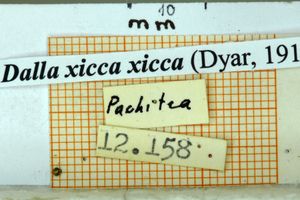 10
mm
Dalla xicca xicca (Dyar, 191
Pachitea
12.158.